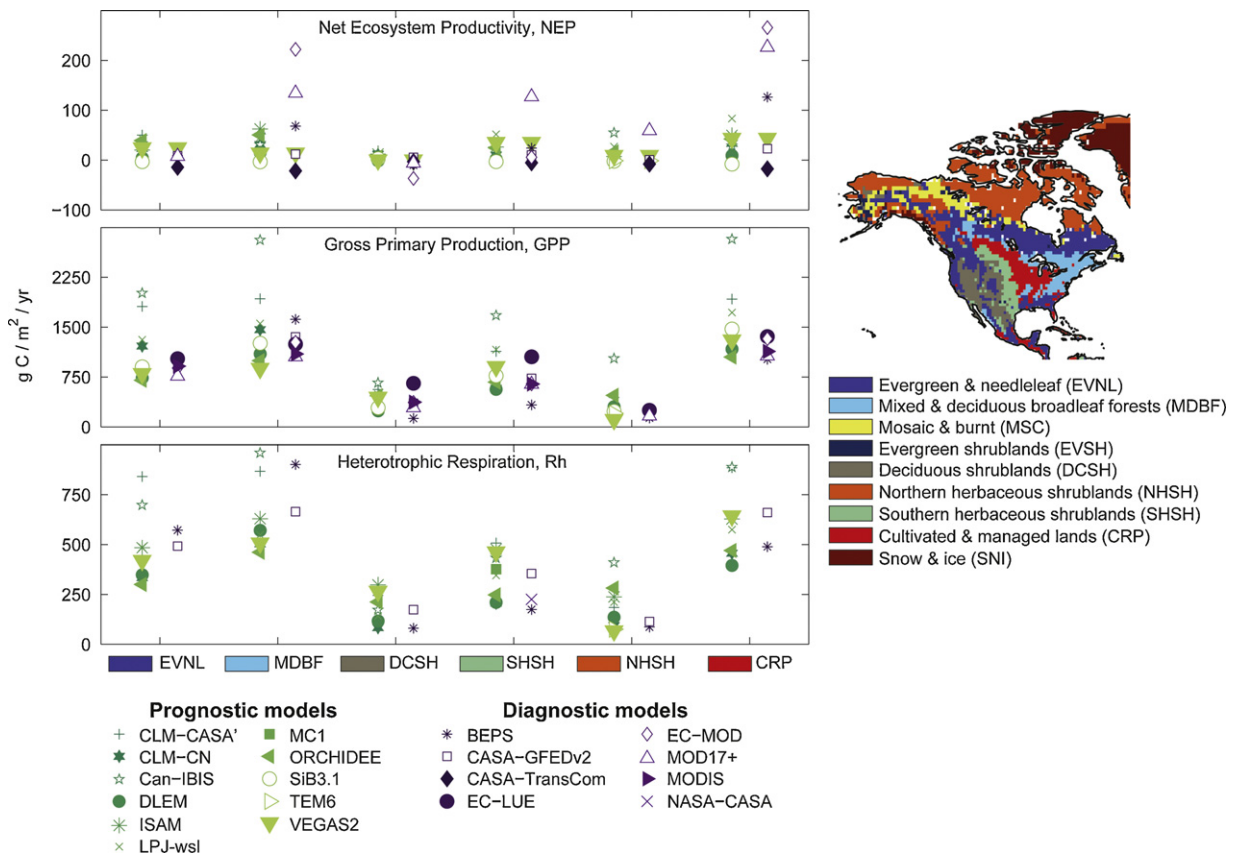 Net Ecosystem Productivity, NEP
200
100
0
−100
Gross Primary Production, GPP
2250
1500
750
0
g C / m² / yr
Heterotrophic Respiration, Rh
750
500
250
0
EVNL MDBF DCSH SHSH NHSH CRP
Evergreen & needleleaf (EVNL)
Mixed & deciduous broadleaf forests (MDBF)
Mosaic & burnt (MSC)
Evergreen shrublands (EVSH)
Deciduous shrublands (DCSH)
Northern herbaceous shrublands (NHSH)
Southern herbaceous shrublands (SHSH)
Cultivated & managed lands (CRP)
Snow & ice (SNI)
Prognostic models
CLM−CASA'
CLM−CN
Can−IBIS
DLEM
ISAM
LPJ-wsl
MC1
ORCHIDEE
SiB3.1
TEM6
VEGAS2
Diagnostic models
BEPS
CASA−GFEDv2
CASA−TransCom
EC−LUE
EC−MOD
MOD17+
MODIS
NASA−CASA